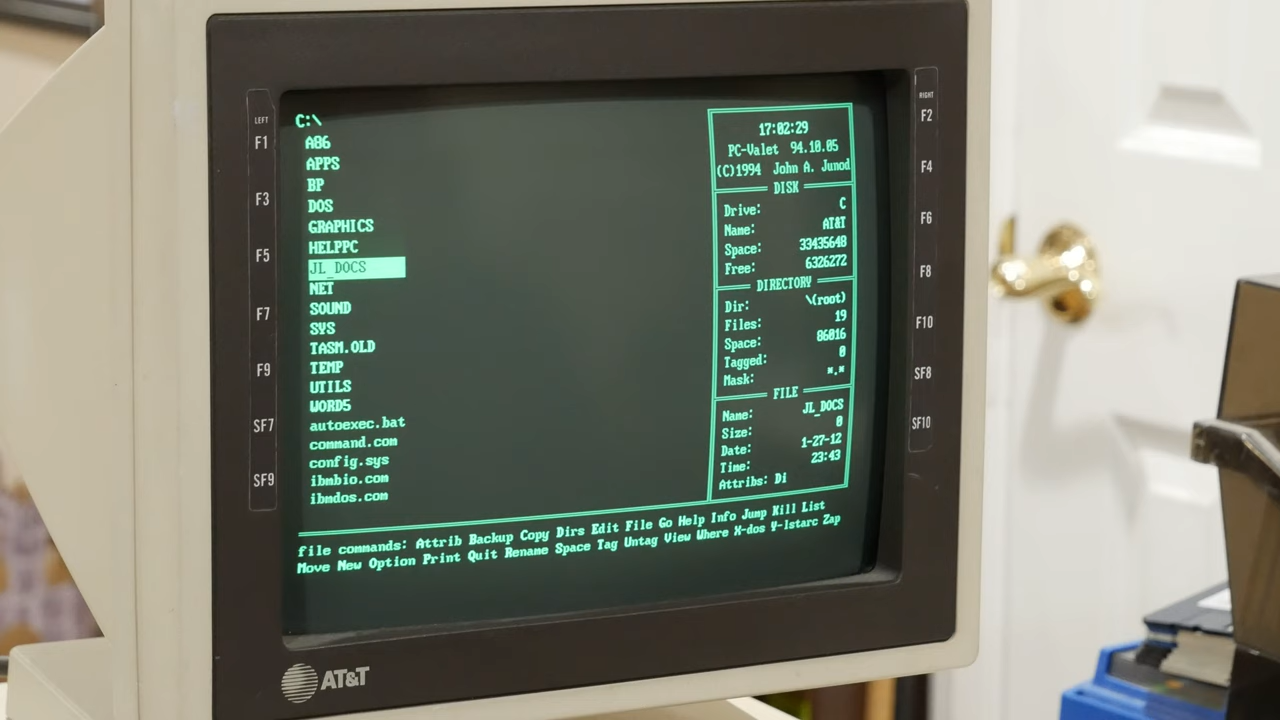 LEFT
F1
F3
F5
F7
F9
SF7
SF9
C:\
A86
APPS
BP
DOS
GRAPHICS
HELPPC
JL_DOCS
NET
SOUND
SYS
TASM.OLD
TEMP
UTILS
WORD5
autoexec.bat
command.com
config.sys
ibmbio.com
ibmdos.com
17:02:29
PC-Valet 94.10.05
(C)1994 John A. Junod
DISK
Drive: C
Name: AT&T
Space: 33435648
Free: 6326272
DIRECTORY
Dir: \(root)
Files: 19
Space: 86016
Tagged: 0
Mask: *.*
FILE
Name: JL_DOCS
Size: 0
Date: 1-27-12
Time: 23:43
Attribs: Di
file commands: Attrib Backup Copy Dirs Edit File Go Help Info Jump Kill List
Move New Option Print Quit Rename Space Tag Untag View Where X-dos Y-lstarc Zap
RIGHT
F2
F4
F6
F8
F10
SF8
SF10
AT&T